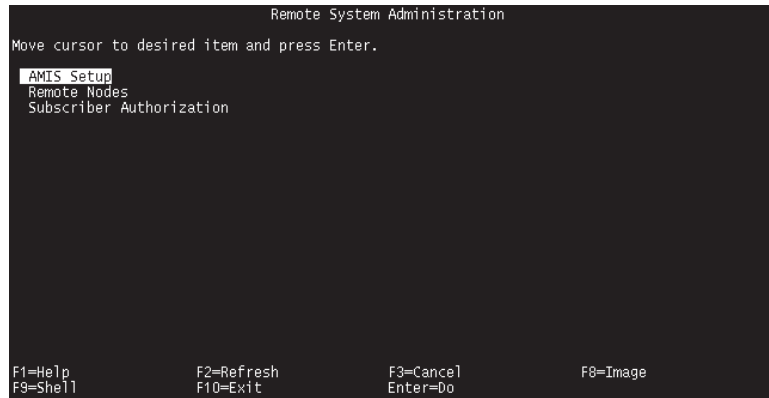 Remote System Administration
Move cursor to desired item and press Enter.
AMIS Setup
Remote Nodes
Subscriber Authorization
F1=Help F2=Refresh F3=Cancel F8=Image
F9=Shell F10=Exit Enter=Do